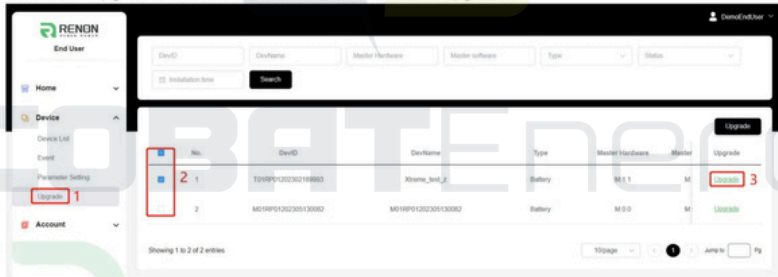 DemoEndUser
RENON
End User
DevID
DevName
Master Hardware
Master software
Type
Status
Installation time
Search
Home
Device
Device List
Event
Parameter Setting
Upgrade 1
Account
Upgrade
No.
DevID
DevName
Type
Master Hardware
Master
Upgrade
2
1
Xtreme_test_z
Battery
M 1.1
M
Upgrade
3
2
M01RP01202305130082
M01RP01202305130082
Battery
M 0.0
M
Upgrade
Showing 1 to 2 of 2 entries
10/page
1
Jump to
Pg